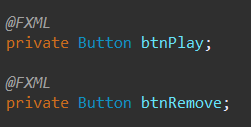 @FXML
private Button btnPlay;
@FXML
private Button btnRemove;